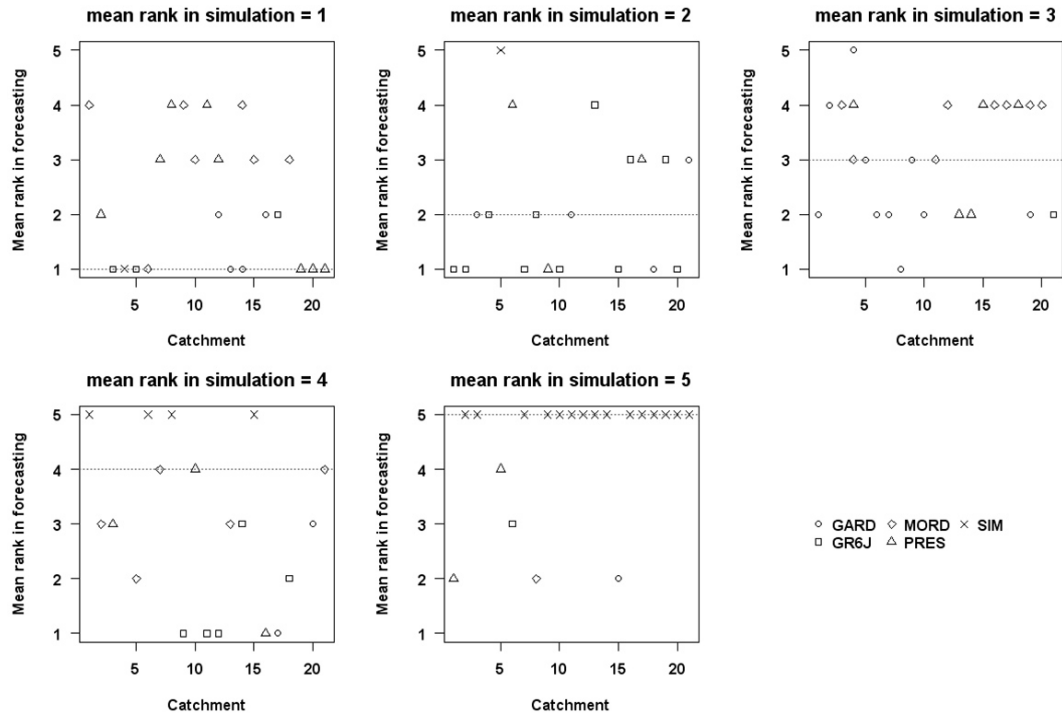 mean rank in simulation = 1
mean rank in simulation = 2
mean rank in simulation = 3
Mean rank in forecasting
5
4
3
2
1
5
10
15
20
Catchment
Mean rank in forecasting
5
4
3
2
1
5
10
15
20
Catchment
Mean rank in forecasting
5
4
3
2
1
5
10
15
20
Catchment
mean rank in simulation = 4
mean rank in simulation = 5
Mean rank in forecasting
5
4
3
2
1
5
10
15
20
Catchment
Mean rank in forecasting
5
4
3
2
1
5
10
15
20
Catchment
GARD MORD SIM
GR6J PRES